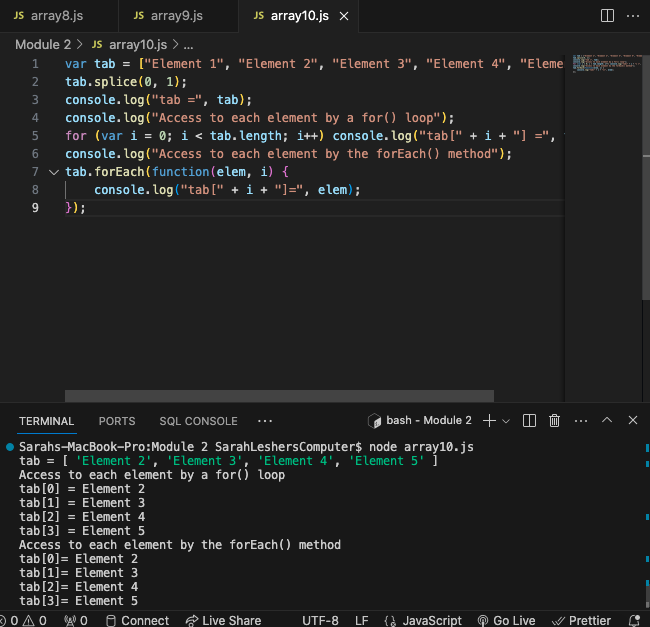 JS array8.js JS array9.js JS array10.js
Module 2 > JS array10.js > ...
1 var tab = ["Element 1", "Element 2", "Element 3", "Element 4", "Eleme
2 tab.splice(0, 1);
3 console.log("tab =", tab);
4 console.log("Access to each element by a for() loop");
5 for (var i = 0; i < tab.length; i++) console.log("tab[" + i + "] =",
6 console.log("Access to each element by the forEach() method");
7 tab.forEach(function(elem, i) {
8 console.log("tab[" + i + "]=", elem);
9 });
TERMINAL PORTS SQL CONSOLE ... bash - Module 2
Sarahs-MacBook-Pro:Module 2 SarahLeshersComputer$ node array10.js
tab = [ 'Element 2', 'Element 3', 'Element 4', 'Element 5' ]
Access to each element by a for() loop
tab[0] = Element 2
tab[1] = Element 3
tab[2] = Element 4
tab[3] = Element 5
Access to each element by the forEach() method
tab[0]= Element 2
tab[1]= Element 3
tab[2]= Element 4
tab[3]= Element 5
0 0 0 Connect Live Share UTF-8 LF {} JavaScript Go Live Prettier